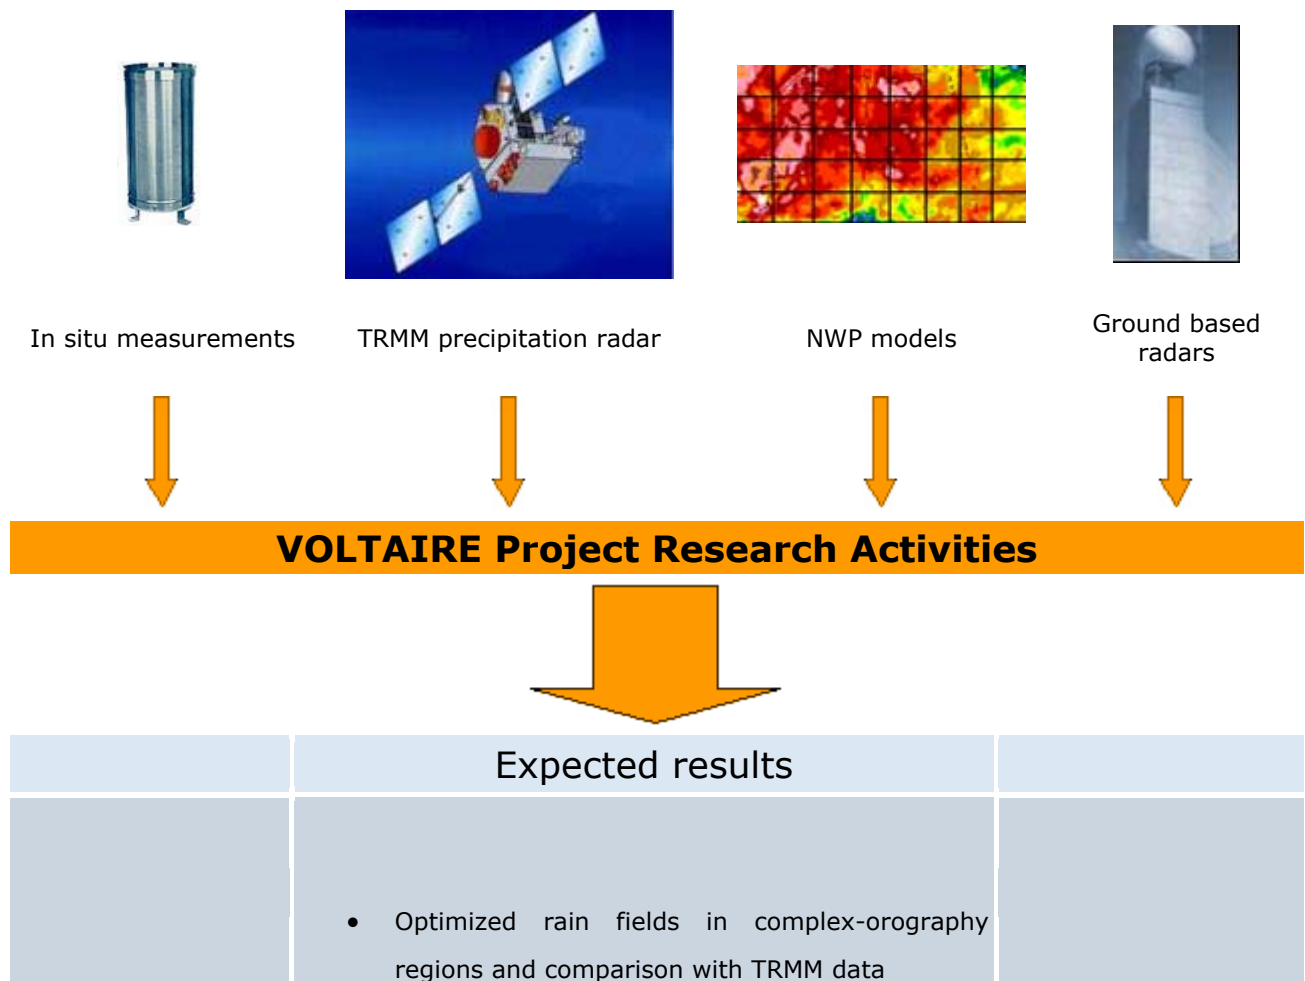 In situ measurements
TRMM precipitation radar
NWP models
Ground based
radars
VOLTAIRE Project Research Activities
Expected results
• Optimized rain fields in complex-orography
regions and comparison with TRMM data